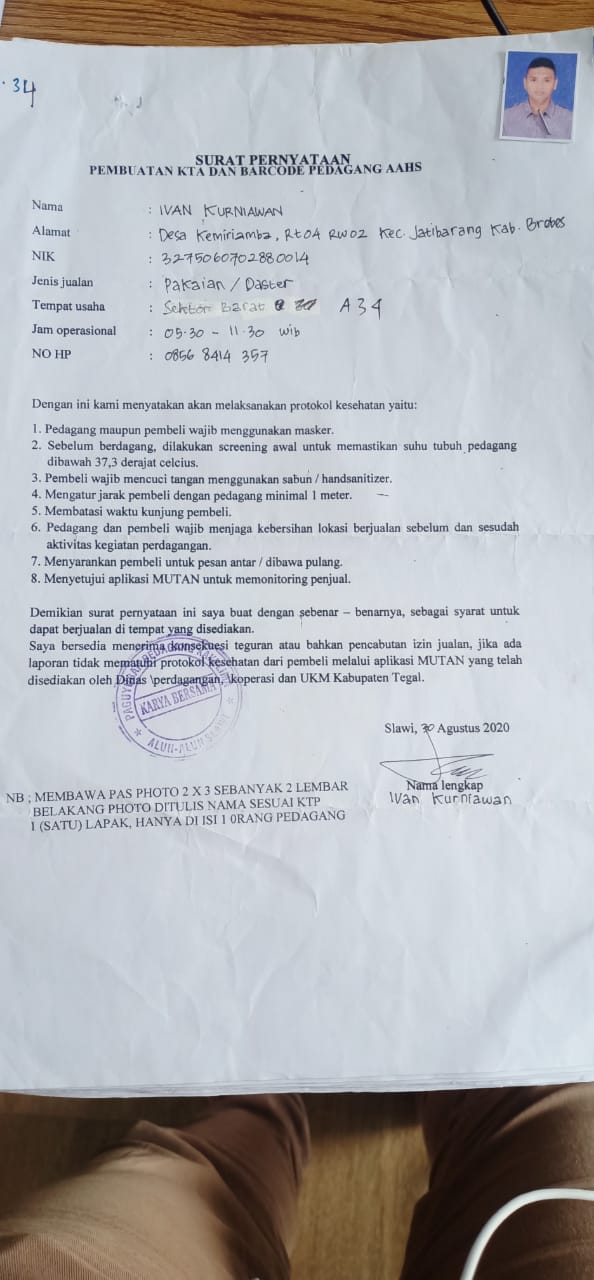 34
SURAT PERNYATAAN
PEMBUATAN KTA DAN BARCODE PEDAGANG AAHS
Nama : IVAN KURNIAWAN
Alamat : Desa Kemiriamba, Rt04 RW02 Kec. Jatibarang Kab. Brebes
NIK : 3275060702880014
Jenis jualan : Pakaian / Daster
Tempat usaha : Sektor Barat A34
Jam operasional : 05.30 - 11.30 wib
NO HP : 0856 8414 357
Dengan ini kami menyatakan akan melaksanakan protokol kesehatan yaitu:
1. Pedagang maupun pembeli wajib menggunakan masker.
2. Sebelum berdagang, dilakukan screening awal untuk memastikan suhu tubuh pedagang
dibawah 37,3 derajat celcius.
3. Pembeli wajib mencuci tangan menggunakan sabun / handsanitizer.
4. Mengatur jarak pembeli dengan pedagang minimal 1 meter.
5. Membatasi waktu kunjung pembeli.
6. Pedagang dan pembeli wajib menjaga kebersihan lokasi berjualan sebelum dan sesudah
aktivitas kegiatan perdagangan.
7. Menyarankan pembeli untuk pesan antar / dibawa pulang.
8. Menyetujui aplikasi MUTAN untuk memonitoring penjual.
Demikian surat pernyataan ini saya buat dengan sebenar – benarnya, sebagai syarat untuk
dapat berjualan di tempat yang disediakan.
Saya bersedia menerima konsekuesi teguran atau bahkan pencabutan izin jualan, jika ada
laporan tidak mematuhi protokol kesehatan dari pembeli melalui aplikasi MUTAN yang telah
disediakan oleh Dinas \perdagangan, \koperasi dan UKM Kabupaten Tegal.
KARYA BERSAMA
Slawi, 30 Agustus 2020
Nama lengkap
Ivan Kurniawan
NB ; MEMBAWA PAS PHOTO 2 X 3 SEBANYAK 2 LEMBAR
BELAKANG PHOTO DITULIS NAMA SESUAI KTP
1 (SATU) LAPAK, HANYA DI ISI 1 0RANG PEDAGANG